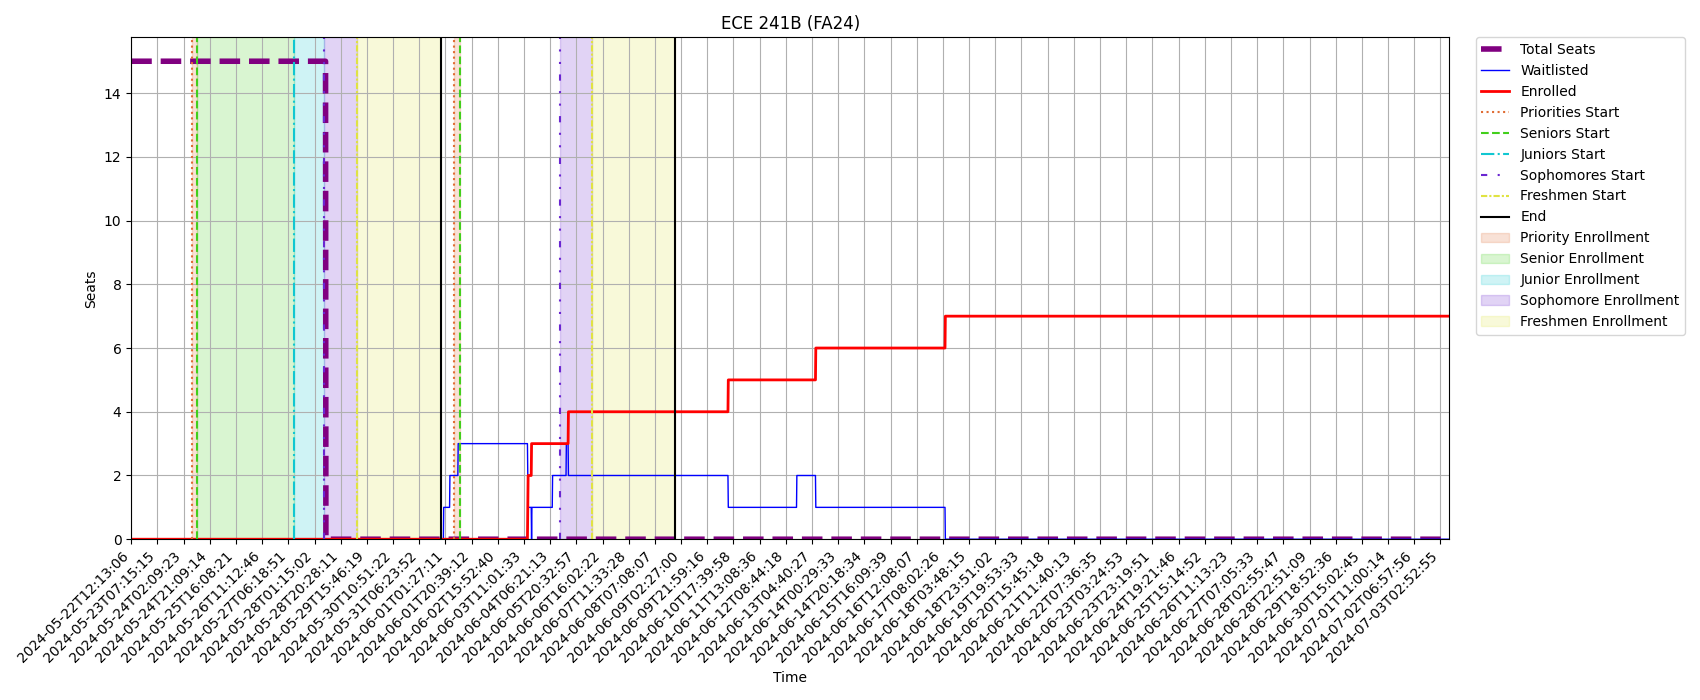 ECE 241B (FA24)
Seats
14
12
10
8
6
4
2
0
2024-05-22T12:13:06
2024-05-23T07:15:15
2024-05-24T02:09:23
2024-05-24T21:09:14
2024-05-25T16:08:21
2024-05-26T11:12:46
2024-05-27T06:18:51
2024-05-28T01:15:02
2024-05-28T20:28:11
2024-05-29T15:46:19
2024-05-30T10:51:22
2024-05-31T06:23:52
2024-06-01T01:27:11
2024-06-01T20:39:12
2024-06-02T15:52:40
2024-06-03T11:01:33
2024-06-04T06:21:13
2024-06-05T20:32:57
2024-06-06T16:02:22
2024-06-07T11:33:28
2024-06-08T07:08:07
2024-06-09T02:27:00
2024-06-09T21:59:16
2024-06-10T17:39:58
2024-06-11T13:08:36
2024-06-12T08:44:18
2024-06-13T04:40:27
2024-06-14T00:29:33
2024-06-14T20:18:34
2024-06-15T16:09:39
2024-06-16T12:08:07
2024-06-17T08:02:26
2024-06-18T03:48:15
2024-06-18T23:51:02
2024-06-19T19:53:33
2024-06-20T15:45:18
2024-06-21T11:40:13
2024-06-22T07:36:35
2024-06-23T03:24:53
2024-06-23T23:19:51
2024-06-24T19:21:46
2024-06-25T15:14:52
2024-06-26T11:13:23
2024-06-27T07:05:33
2024-06-28T02:55:47
2024-06-28T22:51:09
2024-06-29T18:52:36
2024-06-30T15:02:45
2024-07-01T11:00:14
2024-07-02T06:57:56
2024-07-03T02:52:55
Time
Total Seats
Waitlisted
Enrolled
Priorities Start
Seniors Start
Juniors Start
Sophomores Start
Freshmen Start
End
Priority Enrollment
Senior Enrollment
Junior Enrollment
Sophomore Enrollment
Freshmen Enrollment